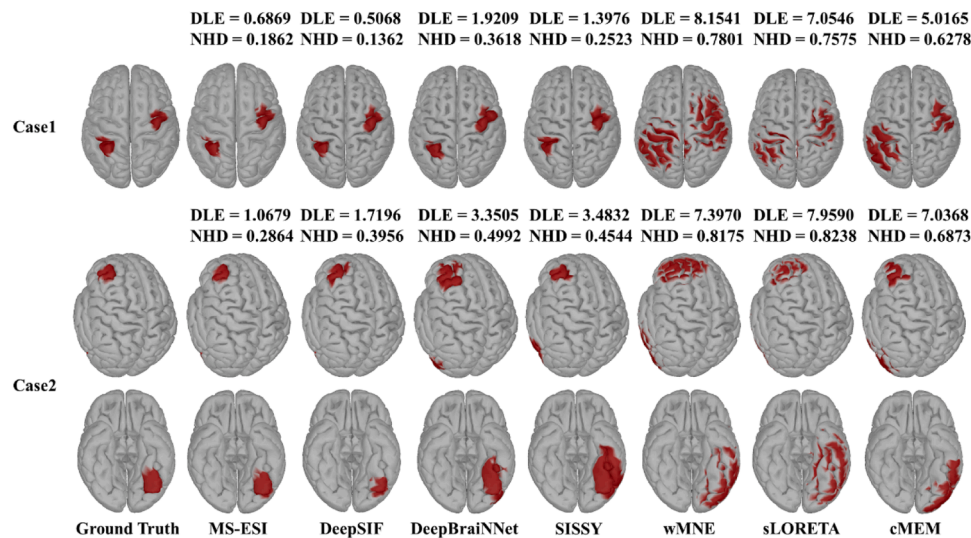 DLE = 0.6869 DLE = 0.5068 DLE = 1.9209 DLE = 1.3976 DLE = 8.1541 DLE = 7.0546 DLE = 5.0165
NHD = 0.1862 NHD = 0.1362 NHD = 0.3618 NHD = 0.2523 NHD = 0.7801 NHD = 0.7575 NHD = 0.6278
Case1
DLE = 1.0679 DLE = 1.7196 DLE = 3.3505 DLE = 3.4832 DLE = 7.3970 DLE = 7.9590 DLE = 7.0368
NHD = 0.2864 NHD = 0.3956 NHD = 0.4992 NHD = 0.4544 NHD = 0.8175 NHD = 0.8238 NHD = 0.6873
Case2
Ground Truth MS-ESI DeepSIF DeepBraiNNet SISSY wMNE sLORETA cMEM